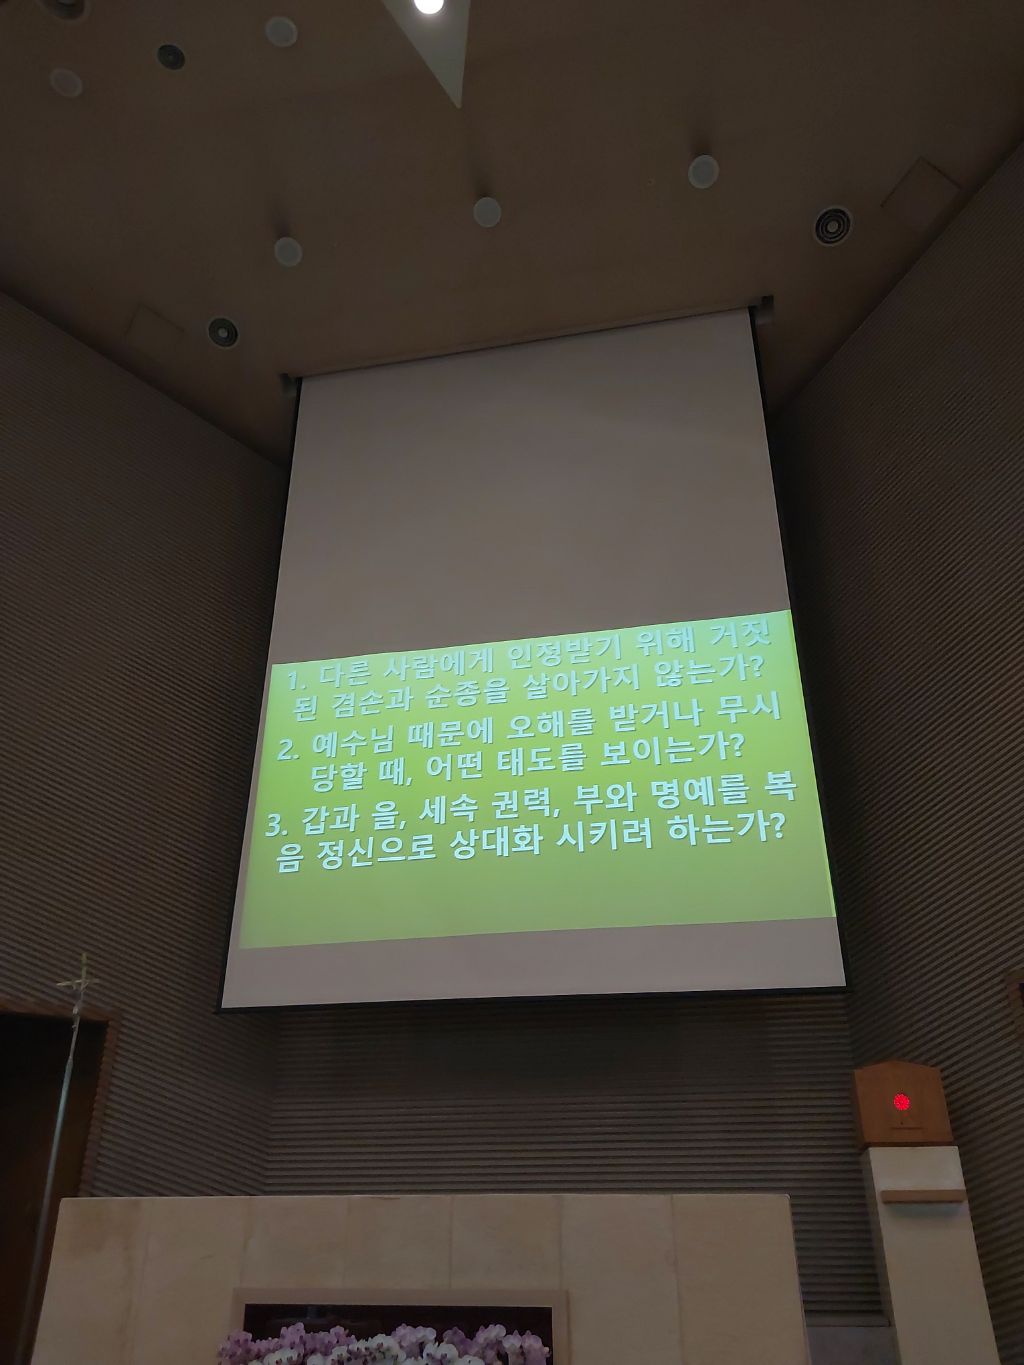 1. 다른 사람에게 인정받기 위해 거짓
된 겸손과 순종을 살아가지 않는가?
2. 예수님 때문에 오해를 받거나 무시
당할 때, 어떤 태도를 보이는가?
3. 갑과 을, 세속 권력, 부와 명예를 복
음 정신으로 상대화 시키려 하는가?